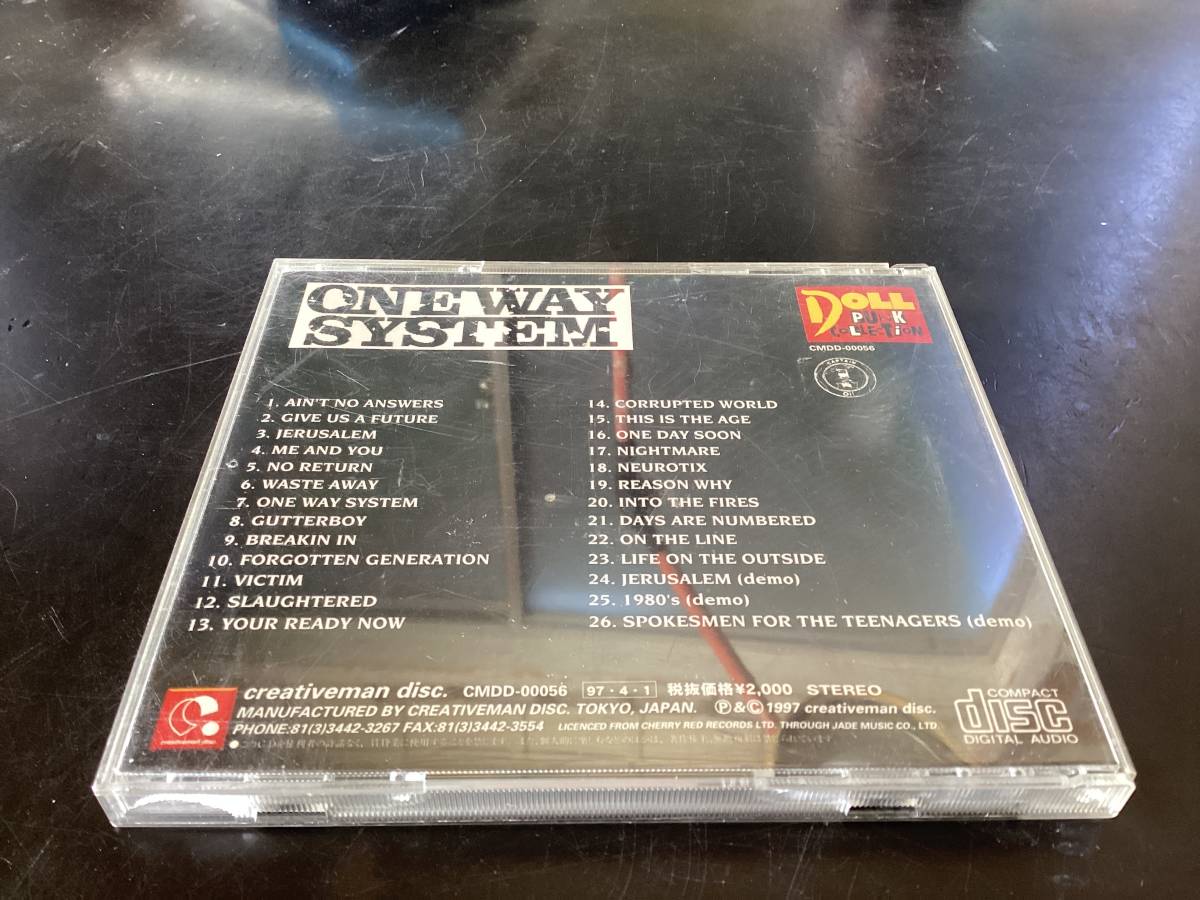 ONE WAY
SYSTEM
DOLL
PUNK
COLLECTION
CMDD-00056
CAPTAIN
OI!
1. AIN'T NO ANSWERS
2. GIVE US A FUTURE
3. JERUSALEM
4. ME AND YOU
5. NO RETURN
6. WASTE AWAY
7. ONE WAY SYSTEM
8. GUTTERBOY
9. BREAKIN IN
10. FORGOTTEN GENERATION
11. VICTIM
12. SLAUGHTERED
13. YOUR READY NOW
14. CORRUPTED WORLD
15. THIS IS THE AGE
16. ONE DAY SOON
17. NIGHTMARE
18. NEUROTIX
19. REASON WHY
20. INTO THE FIRES
21. DAYS ARE NUMBERED
22. ON THE LINE
23. LIFE ON THE OUTSIDE
24. JERUSALEM (demo)
25. 1980's (demo)
26. SPOKESMEN FOR THE TEENAGERS (demo)
creativeman disc.
creativeman disc. CMDD-00056 97・4・1 税抜価格¥2,000 STEREO
MANUFACTURED BY CREATIVEMAN DISC. TOKYO, JAPAN. Ⓟ&Ⓒ 1997 creativeman disc.
PHONE:81(3)3442-3267 FAX:81(3)3442-3554 LICENCED FROM CHERRY RED RECORDS LTD. THROUGH JADE MUSIC CO., LTD
COMPACT
disc
DIGITAL AUDIO